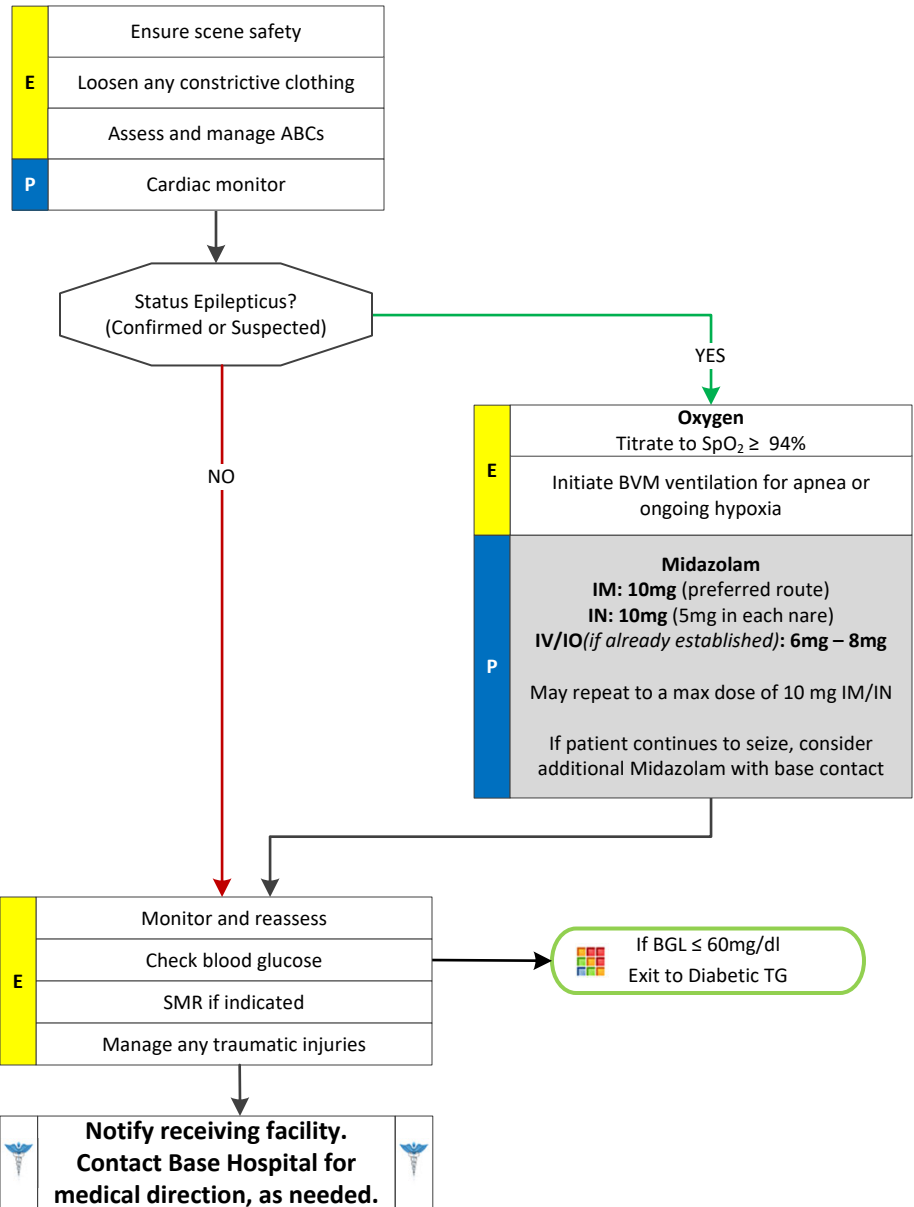 E
Ensure scene safety
Loosen any constrictive clothing
Assess and manage ABCs
P
Cardiac monitor
Status Epilepticus?
(Confirmed or Suspected)
YES
NO
E
Oxygen
Titrate to SpO₂ ≥ 94%
Initiate BVM ventilation for apnea or
ongoing hypoxia
P
Midazolam
IM: 10mg (preferred route)
IN: 10mg (5mg in each nare)
IV/IO(if already established): 6mg – 8mg
May repeat to a max dose of 10 mg IM/IN
If patient continues to seize, consider
additional Midazolam with base contact
E
Monitor and reassess
Check blood glucose
SMR if indicated
Manage any traumatic injuries
If BGL ≤ 60mg/dl
Exit to Diabetic TG
Notify receiving facility.
Contact Base Hospital for
medical direction, as needed.